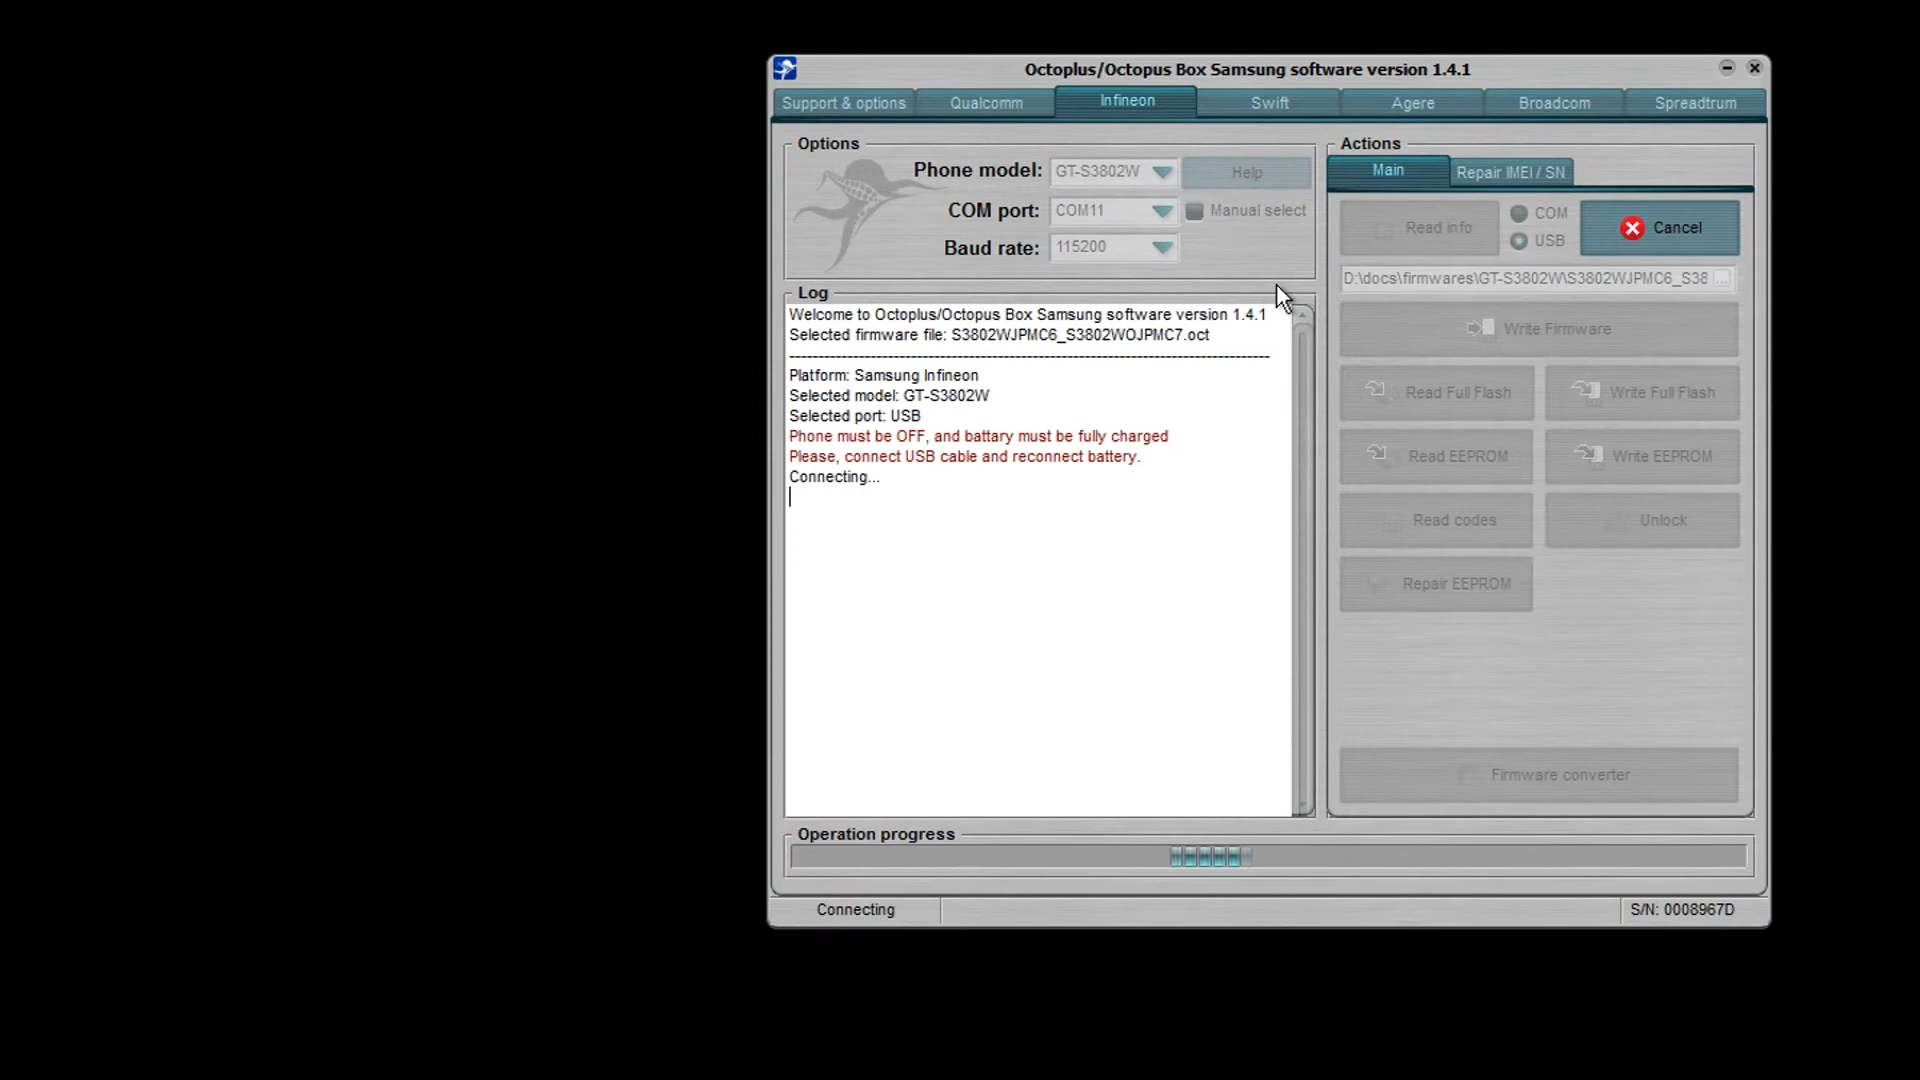 Octoplus/Octopus Box Samsung software version 1.4.1
Support & options
Qualcomm
Infineon
Swift
Agere
Broadcom
Spreadtrum
Options
Phone model:
GT-S3802W
Help
COM port:
COM11
Manual select
Baud rate:
115200
Log
Welcome to Octoplus/Octopus Box Samsung software version 1.4.1
Selected firmware file: S3802WJPMC6_S3802WOJPMC7.oct
--------------------------------------------------------------------------------
Platform: Samsung Infineon
Selected model: GT-S3802W
Selected port: USB
Phone must be OFF, and battary must be fully charged
Please, connect USB cable and reconnect battery.
Connecting...
Actions
Main
Repair IMEI / SN
Read info
COM
USB
Cancel
D:\docs\firmwares\GT-S3802W\S3802WJPMC6_S38
...
Write Firmware
Read Full Flash
Write Full Flash
Read EEPROM
Write EEPROM
Read codes
Unlock
Repair EEPROM
Firmware converter
Operation progress
Connecting
S/N: 0008967D